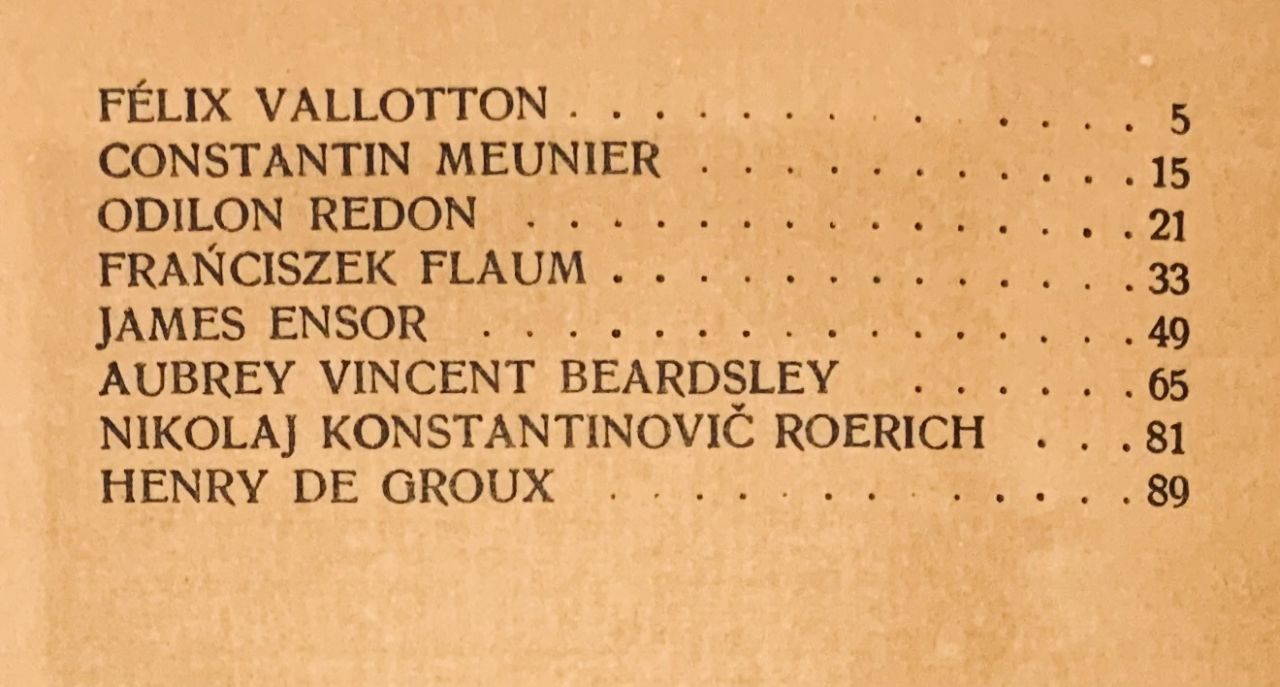 FÉLIX VALLOTTON . . . . . . . . . . . . . . 5
CONSTANTIN MEUNIER . . . . . . . . . . . 15
ODILON REDON . . . . . . . . . . . . . . . 21
FRAŃCISZEK FLAUM . . . . . . . . . . . . . 33
JAMES ENSOR . . . . . . . . . . . . . . . . 49
AUBREY VINCENT BEARDSLEY . . . . . . 65
NIKOLAJ KONSTANTINOVIČ ROERICH . . . 81
HENRY DE GROUX . . . . . . . . . . . . . 89